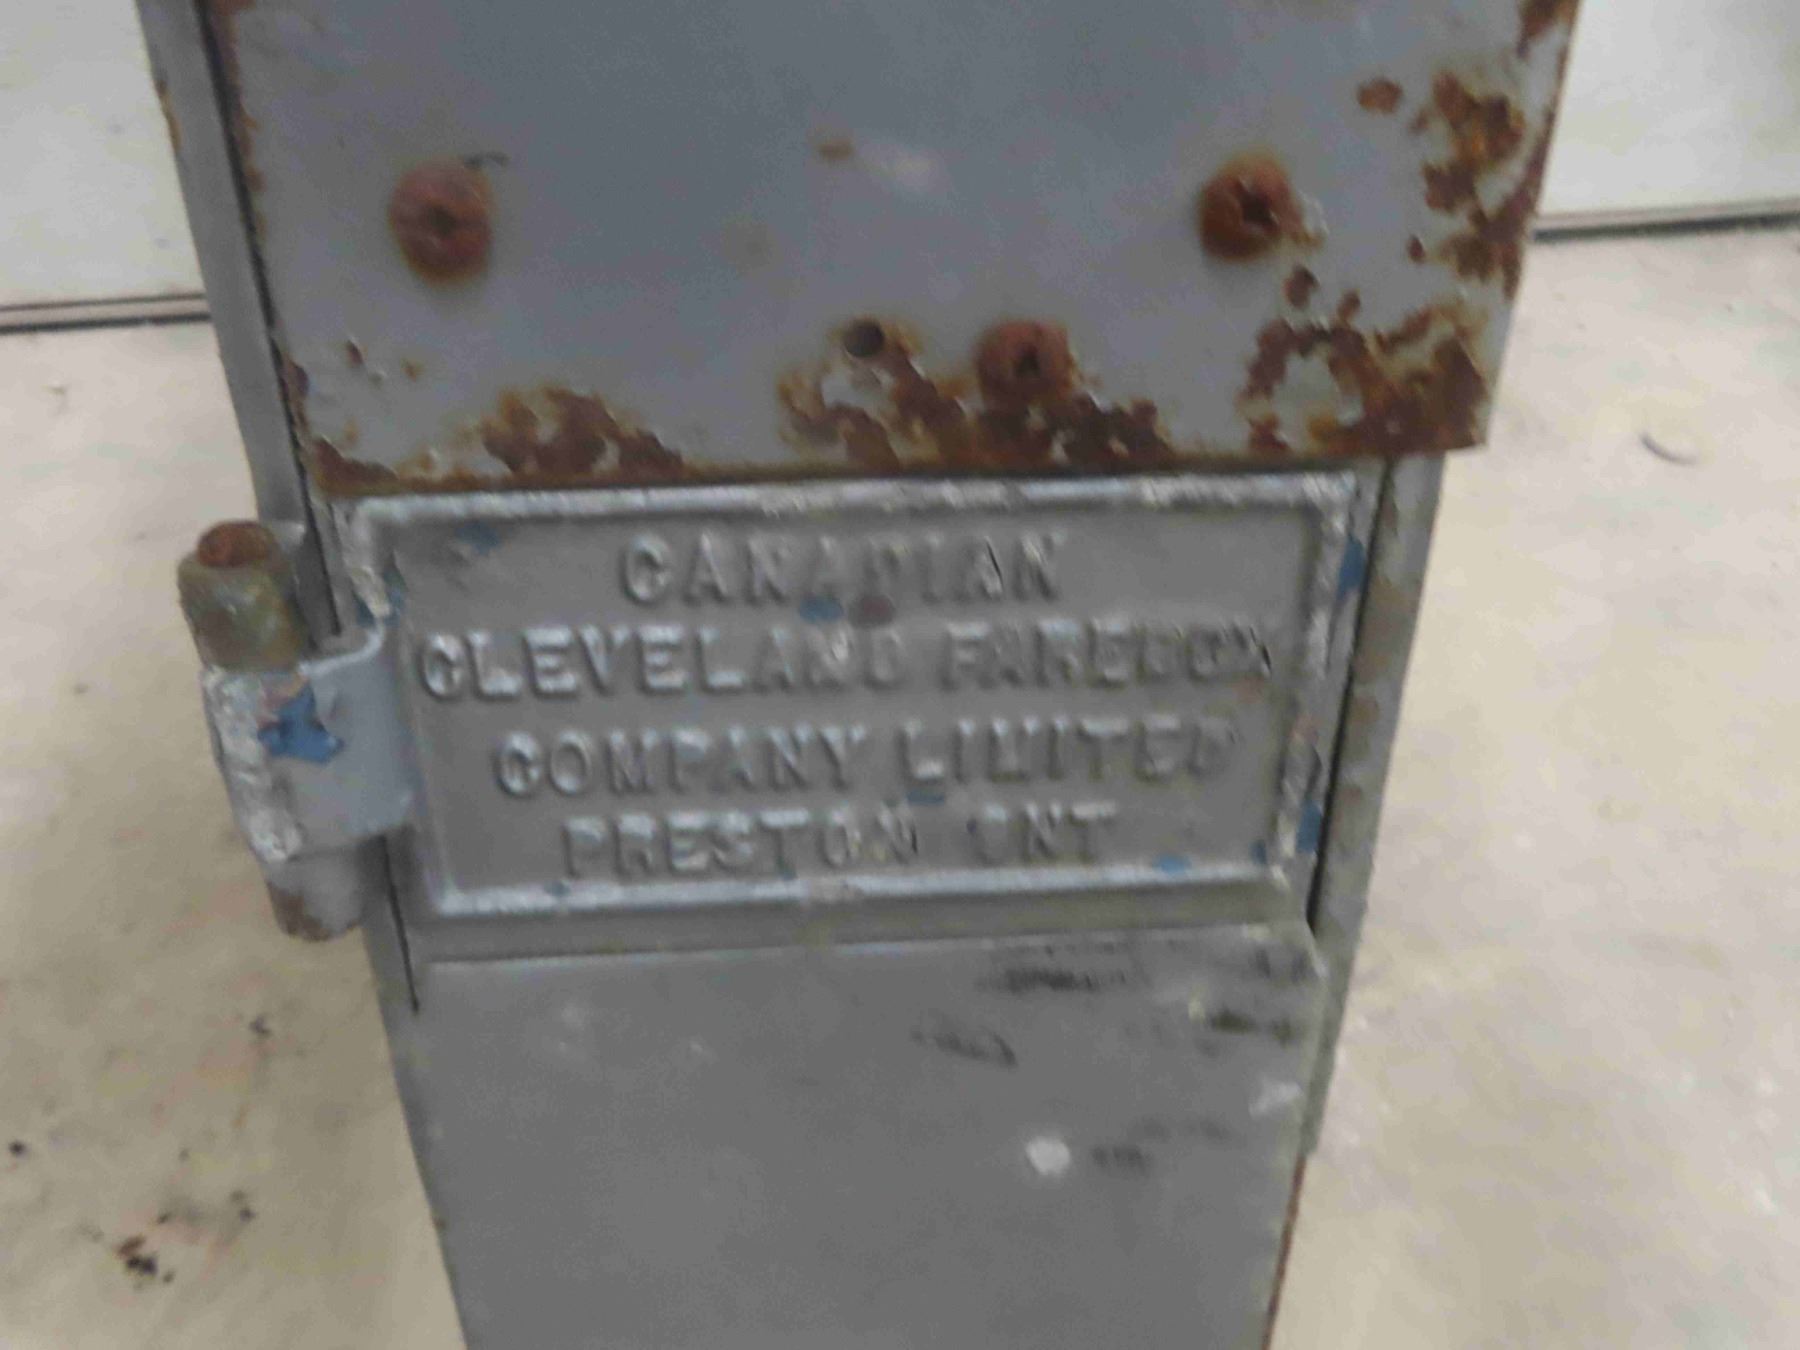 CANADIAN
CLEVELAND FAREBOX
COMPANY LIMITED
PRESTON ONT